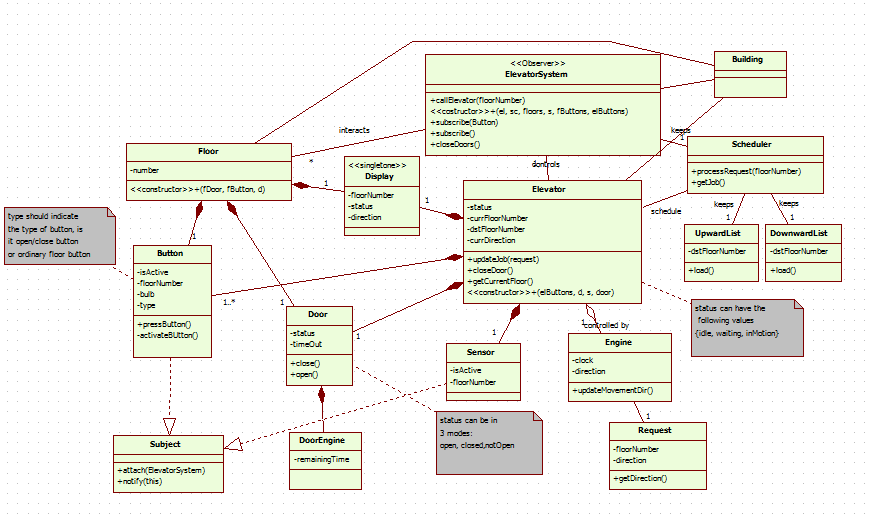 <<Observer>>
ElevatorSystem
+callElevator(floorNumber)
<<costructor>>+(el, sc, floors, s, fButtons, elButtons)
+subscribe(Button)
+subscribe()
+closeDoors()
Building
interacts
*
keeps
1
Floor
-number
<<constructor>>+(fDoor, fButton, d)
<<singletone>>
Display
-floorNumber
-status
-direction
1
1
controls
Scheduler
+processRequest(floorNumber)
+getJob()
schedule
keeps
1
keeps
1
Elevator
-status
-currFloorNumber
-dstFloorNumber
-currDirection
+updateJob(request)
+closeDoor()
+getCurrentFloor()
<<constructor>>+(elButtons, d, s, door)
UpwardList
-dstFloorNumber
+load()
DownwardList
-dstFloorNumber
+load()
type should indicate
the type of button, is
it open/close button
or ordinary floor button
1
Button
-isActive
-floorNumber
-bulb
-type
+pressButton()
-activateBUtton()
1..*
1
Door
-status
-timeOut
+close()
+open()
1
1
1
controlled by
status can have the
following values
{idle, waiting, inMotion}
Sensor
-isActive
-floorNumber
Engine
-clock
-direction
+updateMovementDir()
1
status can be in
3 modes:
open, closed,notOpen
Request
-floorNumber
-direction
+getDirection()
Subject
+attach(ElevatorSystem)
+notify(this)
DoorEngine
-remainingTime